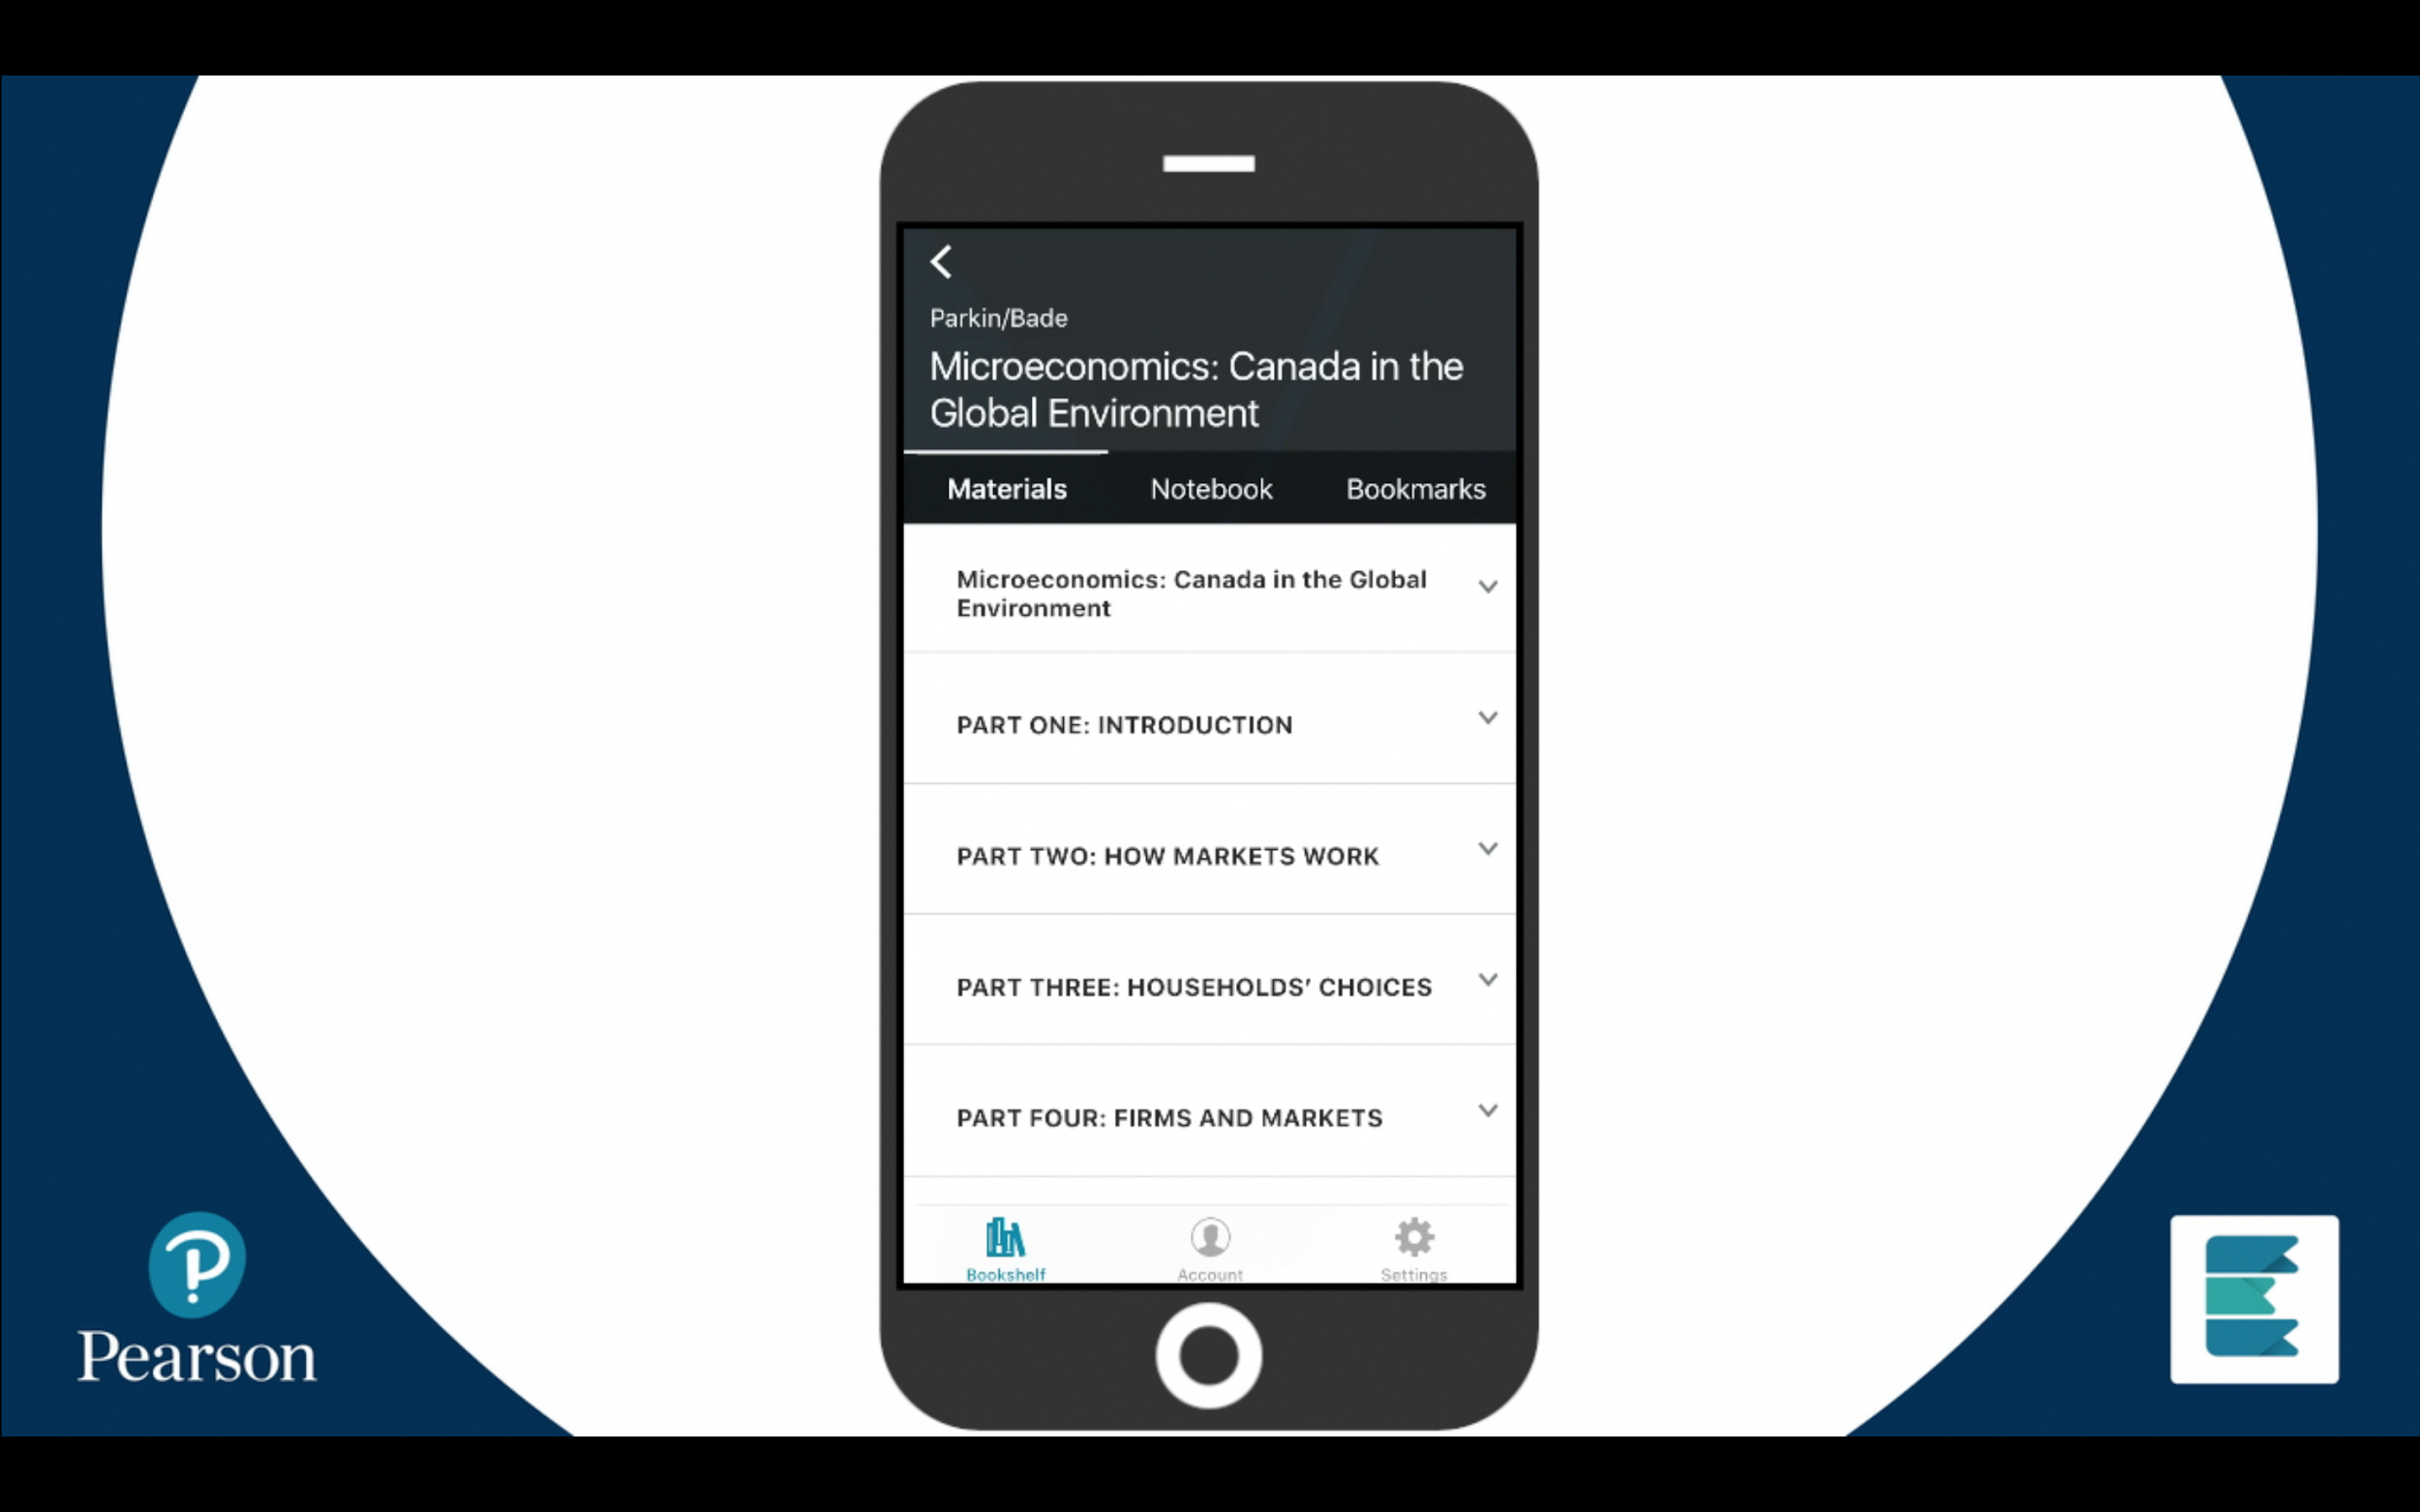 Parkin/Bade
Microeconomics: Canada in the
Global Environment
Materials Notebook Bookmarks
Microeconomics: Canada in the Global
Environment
PART ONE: INTRODUCTION
PART TWO: HOW MARKETS WORK
PART THREE: HOUSEHOLDS’ CHOICES
PART FOUR: FIRMS AND MARKETS
Bookshelf Account Settings
Pearson